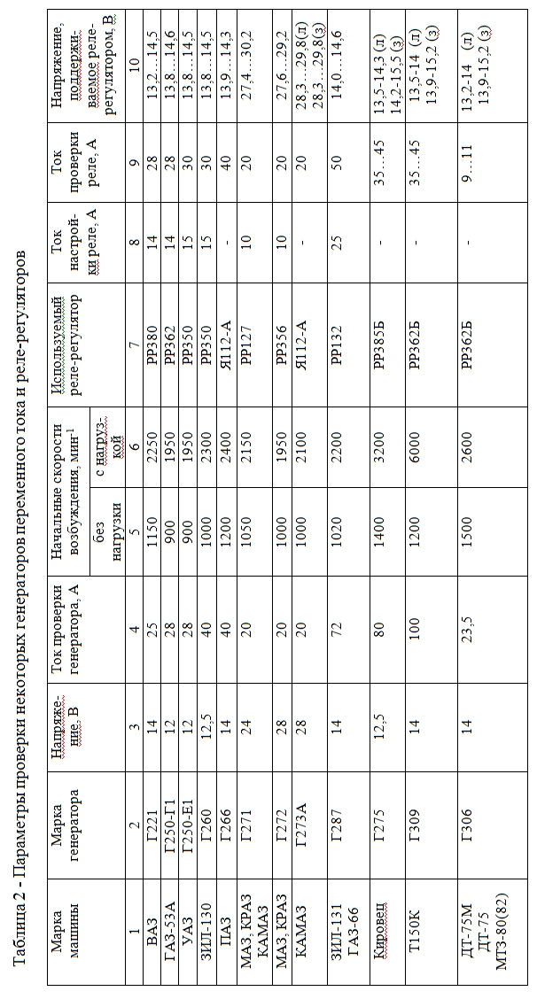 Таблица 2 - Параметры проверки некоторых генераторов переменного тока и реле-регуляторов
Марка машины | Марка генератора | Напряже-ние, В | Ток проверки генератора, А | Начальные скорости возбуждения, мин-1 | Используемый реле-регулятор | Ток настрой-ки реле, А | Ток проверки реле, А | Напряжение, поддержи-ваемое реле-регулятором, В
без нагрузки | с нагруз-кой
1 | 2 | 3 | 4 | 5 | 6 | 7 | 8 | 9 | 10
ВАЗ | Г221 | 14 | 25 | 1150 | 2250 | РР380 | 14 | 28 | 13,2…14,5
ГАЗ-53А | Г250-Г1 | 12 | 28 | 900 | 1950 | РР362 | 14 | 28 | 13,8…14,6
УАЗ | Г250-Е1 | 12 | 28 | 900 | 1950 | РР350 | 15 | 30 | 13,8…14,5
ЗИЛ-130 | Г260 | 12,5 | 40 | 1000 | 2300 | РР350 | 15 | 30 | 13,8…14,5
ПАЗ | Г266 | 14 | 40 | 1200 | 2400 | Я112-А | - | 40 | 13,9…14,3
МАЗ, КРАЗ КАМАЗ | Г271 | 24 | 20 | 1050 | 2150 | РР127 | 10 | 20 | 27,4…30,2
МАЗ, КРАЗ | Г272 | 28 | 20 | 1000 | 1950 | РР356 | 10 | 20 | 27,6…29,2
КАМАЗ | Г273А | 28 | 20 | 1000 | 2100 | Я112-А | - | 20 | 28,3…29,8(л) 28,3…29,8(з)
ЗИЛ-131 ГАЗ-66 | Г287 | 14 | 72 | 1020 | 2200 | РР132 | 25 | 50 | 14,0…14,6
Кировец | Г275 | 12,5 | 80 | 1400 | 3200 | РР385Б | - | 35…45 | 13,5-14,3 (л) 14,2-15,5 (з)
Т150К | Г309 | 14 | 100 | 1200 | 6000 | РР362Б | - | 35…45 | 13,5-14 (л) 13,9-15,2 (з)
ДТ-75М ДТ-75 МТЗ-80(82) | Г306 | 14 | 23,5 | 1500 | 2600 | РР362Б | - | 9…11 | 13,2-14 (л) 13,9-15,2 (з)